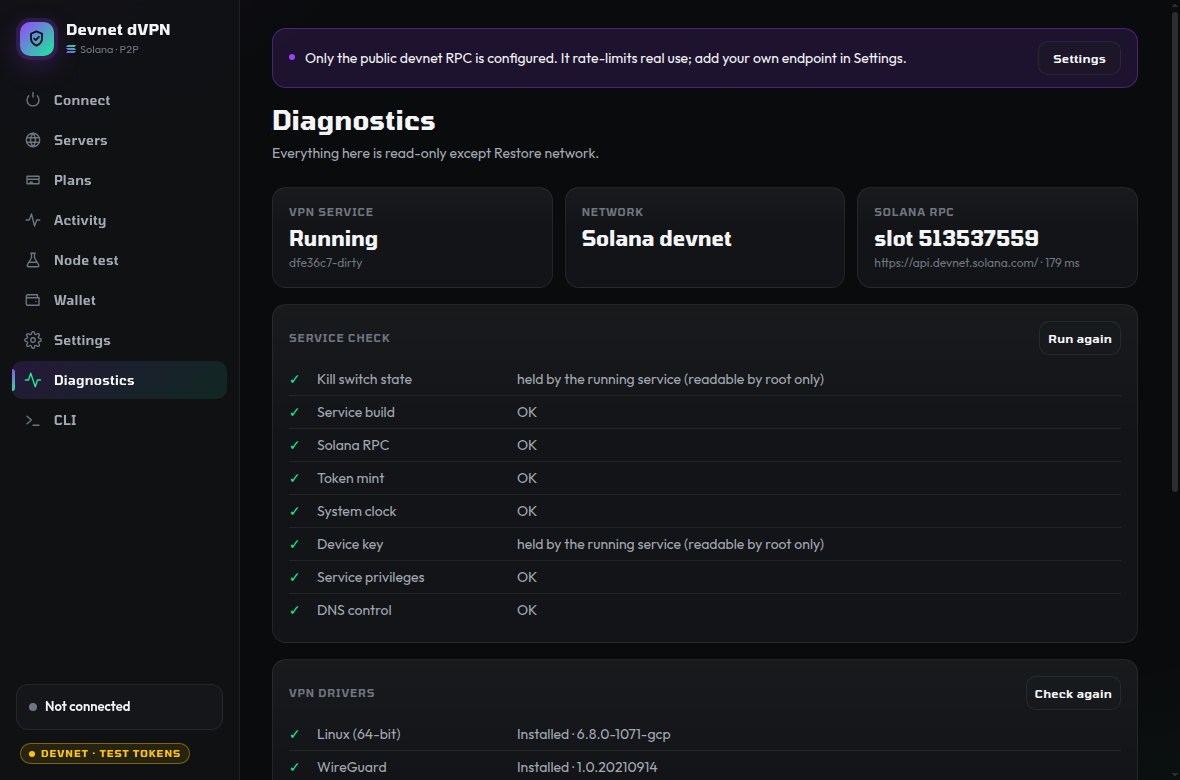 Devnet dVPN
Solana · P2P
Connect
Servers
Plans
Activity
Node test
Wallet
Settings
Diagnostics
CLI
Not connected
DEVNET · TEST TOKENS
Only the public devnet RPC is configured. It rate-limits real use; add your own endpoint in Settings.
Settings
Diagnostics
Everything here is read-only except Restore network.
VPN SERVICE
Running
dfe36c7-dirty
NETWORK
Solana devnet
SOLANA RPC
slot 513537559
https://api.devnet.solana.com/ · 179 ms
SERVICE CHECK
Run again
✓ Kill switch state held by the running service (readable by root only)
✓ Service build OK
✓ Solana RPC OK
✓ Token mint OK
✓ System clock OK
✓ Device key held by the running service (readable by root only)
✓ Service privileges OK
✓ DNS control OK
VPN DRIVERS
Check again
✓ Linux (64-bit) Installed · 6.8.0-1071-gcp
✓ WireGuard Installed · 1.0.20210914